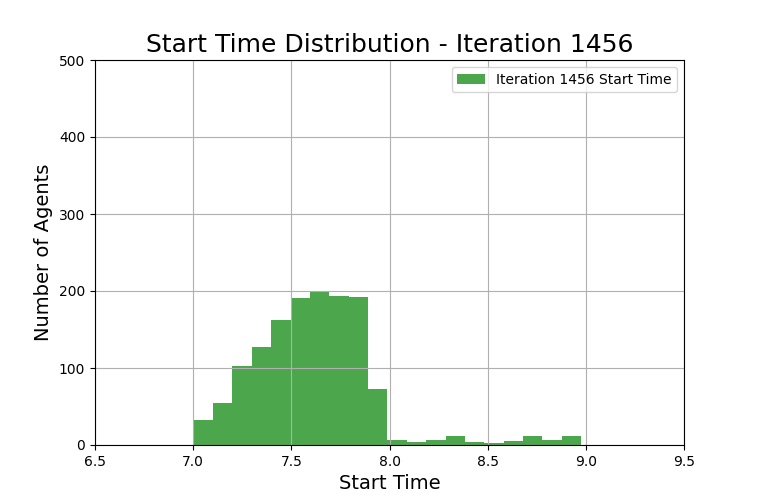 Start Time Distribution - Iteration 1456
Iteration 1456 Start Time
Number of Agents
500
400
300
200
100
0
6.5 7.0 7.5 8.0 8.5 9.0 9.5
Start Time